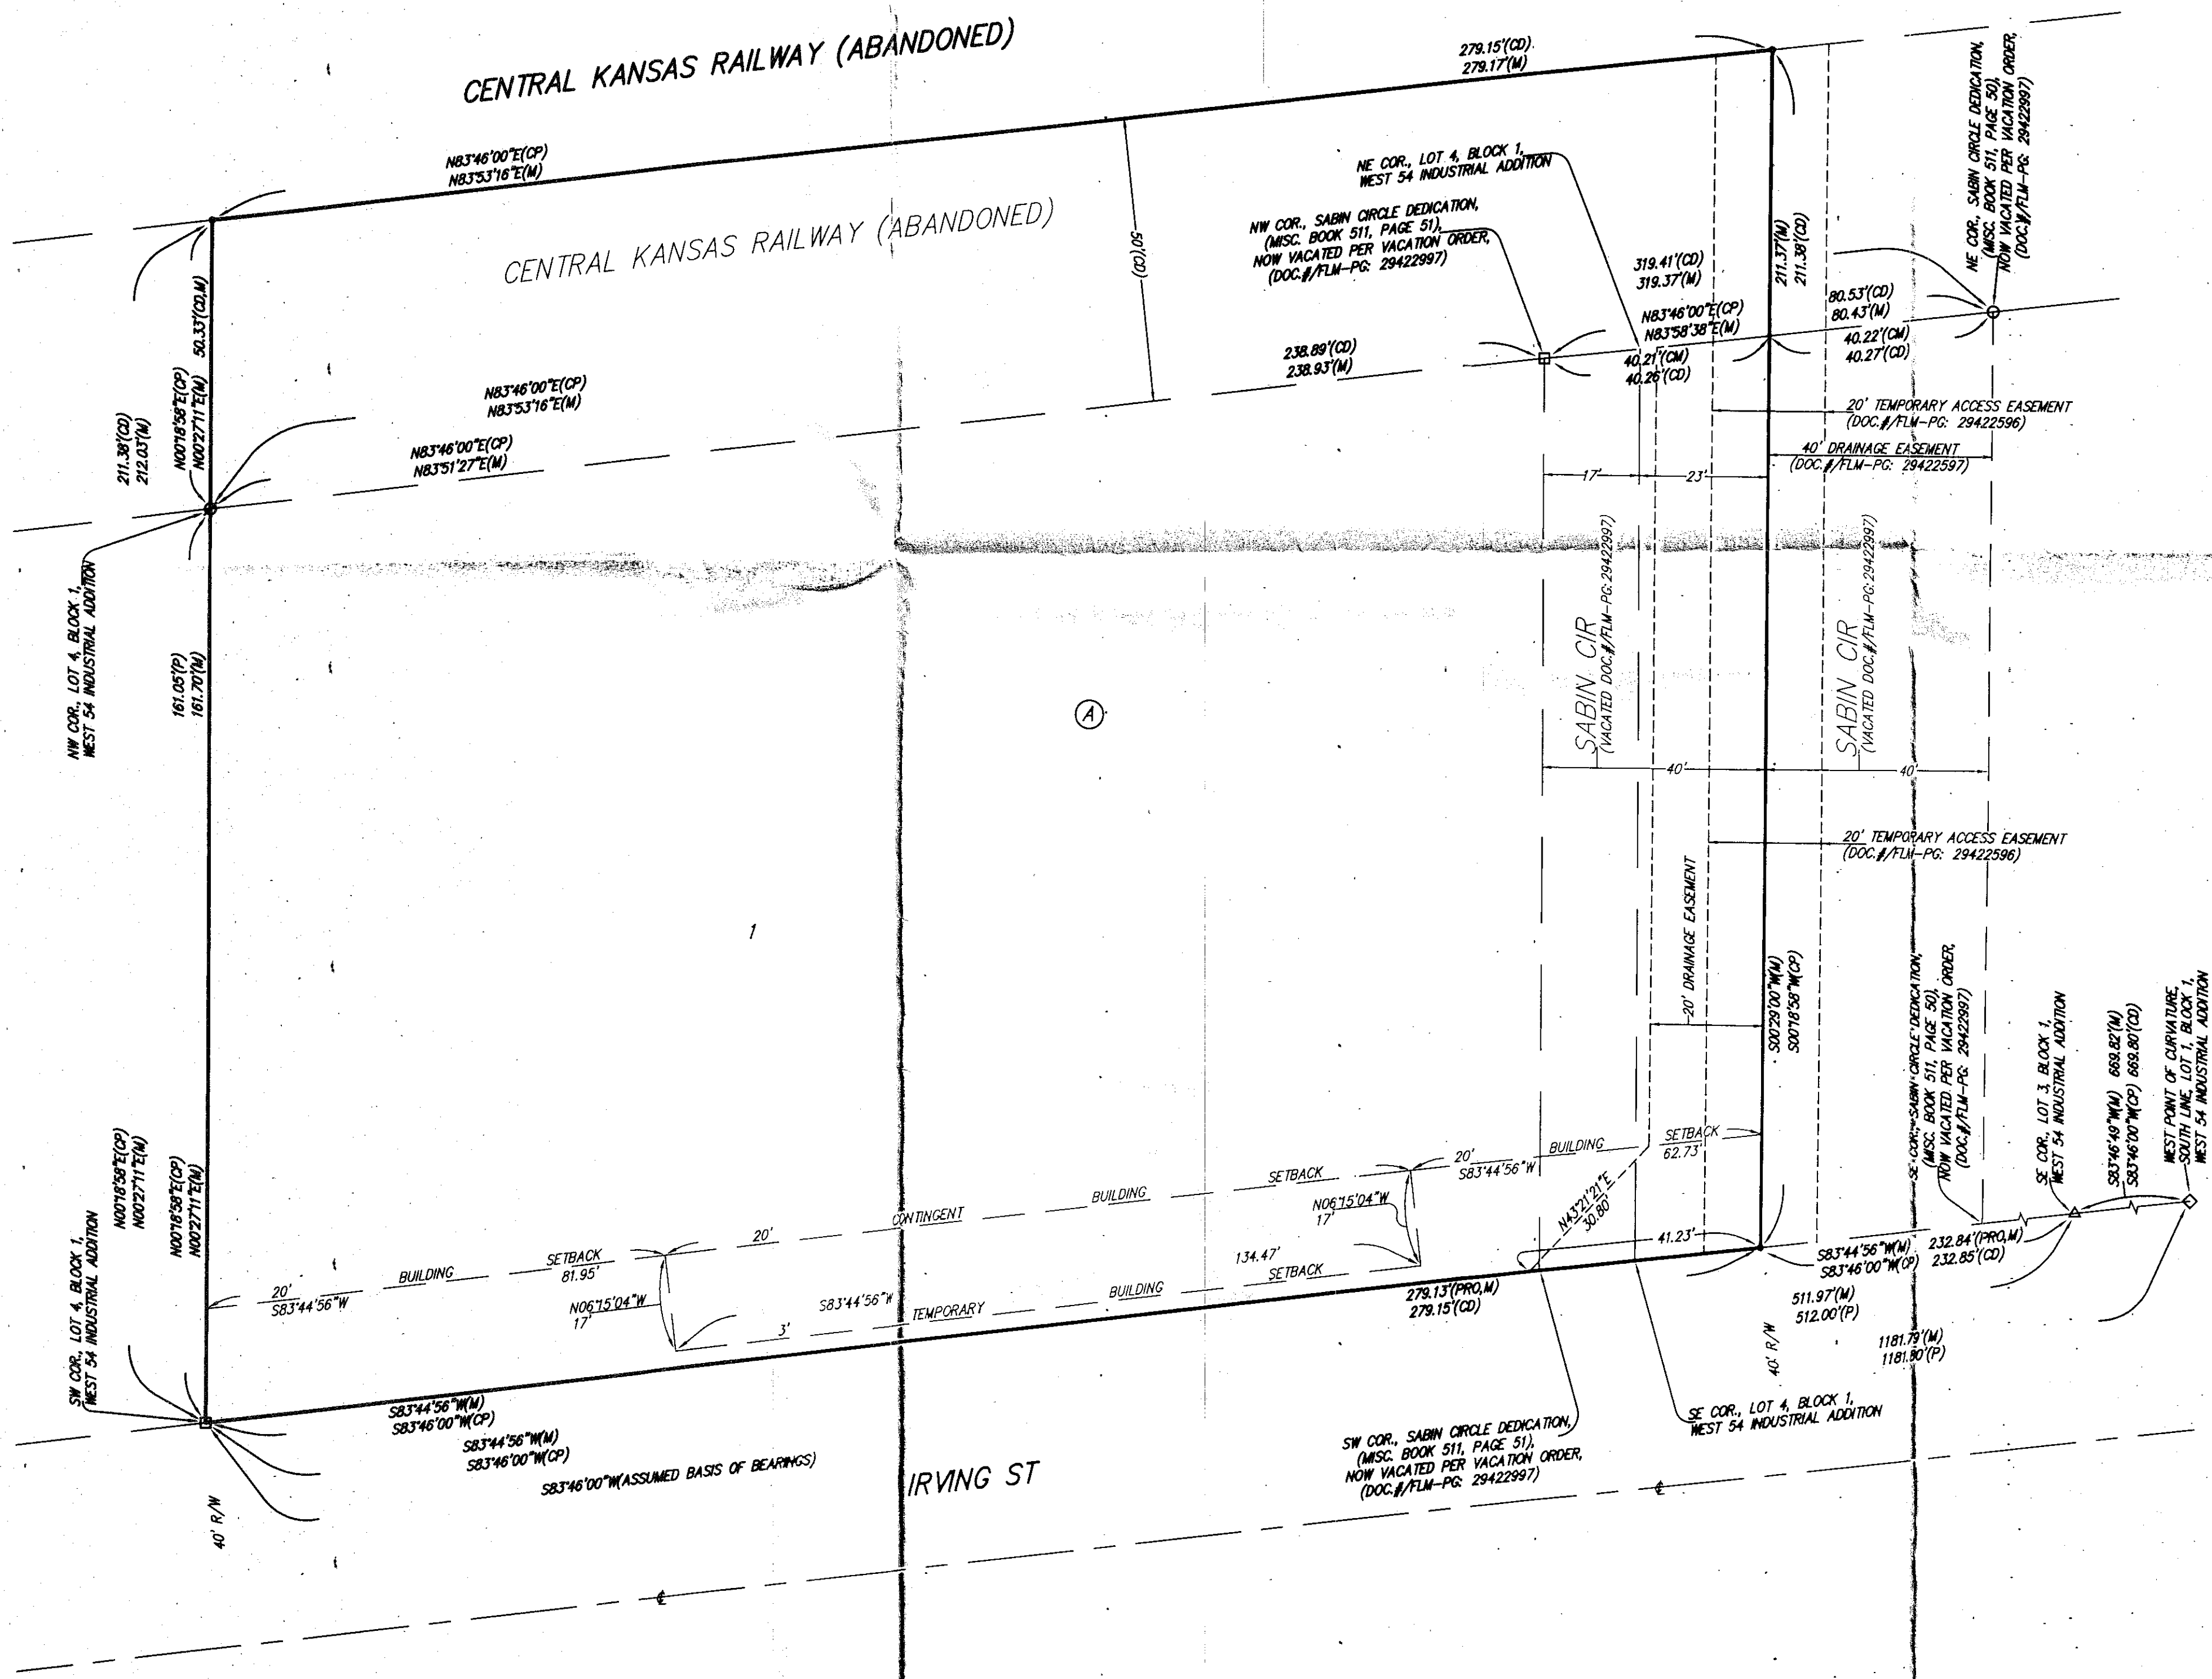 CENTRAL KANSAS RAILWAY (ABANDONED)
279.15'(CD)
279.17'(M)
N83°46'00"E(CP)
N83°53'16"E(M)
CENTRAL KANSAS RAILWAY (ABANDONED)
50'(CD)
NE COR., LOT 4, BLOCK 1,
WEST 54 INDUSTRIAL ADDITION
NW COR., SABIN CIRCLE DEDICATION,
(MISC. BOOK 511, PAGE 51),
NOW VACATED PER VACATION ORDER,
(DOC.#/FLM-PG: 29422997)
NE COR., SABIN CIRCLE DEDICATION,
(MISC. BOOK 511, PAGE 50),
NOW VACATED PER VACATION ORDER,
(DOC.#/FLM-PG: 29422997)
319.41'(CD)
319.37'(M)
211.37'(M)
211.38'(CD)
N83°46'00"E(CP)
N83°58'38"E(M)
80.53'(CD)
80.43'(M)
40.22'(CM)
40.27'(CD)
40.21'(CM)
40.26'(CD)
238.89'(CD)
238.93'(M)
211.38'(CD)
212.03'(M)
N00°18'58"E(CP)
N00°27'11"E(M) 50.33'(CD,M)
N83°46'00"E(CP)
N83°53'16"E(M)
N83°46'00"E(CP)
N83°51'27"E(M)
20' TEMPORARY ACCESS EASEMENT
(DOC.#/FLM-PG: 29422596)
40' DRAINAGE EASEMENT
(DOC.#/FLM-PG: 29422597)
17'
23'
NW COR., LOT 4, BLOCK 1,
WEST 54 INDUSTRIAL ADDITION
161.05'(P)
161.70'(M)
SABIN CIR
(VACATED DOC.#/FLM-PG:29422997)
SABIN CIR
(VACATED DOC.#/FLM-PG:29422997)
A
40'
40'
20' TEMPORARY ACCESS EASEMENT
(DOC.#/FLM-PG: 29422596)
1
20' DRAINAGE EASEMENT
S00°29'00"W(M)
S00°18'58"W(CP)
SE COR., SABIN CIRCLE DEDICATION,
(MISC. BOOK 511, PAGE 50),
NOW VACATED PER VACATION ORDER,
(DOC.#/FLM-PG: 29422997)
SE COR., LOT 3, BLOCK 1,
WEST 54 INDUSTRIAL ADDITION
S83°46'49"W(M) 669.82'(M)
S83°46'00"W(CP) 669.80'(CD)
WEST POINT OF CURVATURE,
SOUTH LINE, LOT 1, BLOCK 1,
WEST 54 INDUSTRIAL ADDITION
N00°18'58"E(CP)
N00°27'11"E(M)
N00°18'58"E(CP)
N00°27'11"E(M)
SW COR., LOT 4, BLOCK 1,
WEST 54 INDUSTRIAL ADDITION
20' BUILDING SETBACK
S83°44'56"W
81.95'
20' CONTINGENT BUILDING SETBACK
20' BUILDING SETBACK
S83°44'56"W
62.73'
N06°15'04"W
17'
N06°15'04"W
17'
N43°21'21"E
30.80'
41.23'
134.47'
3' TEMPORARY BUILDING SETBACK
S83°44'56"W
279.13'(PRO,M)
279.15'(CD)
S83°44'56"W(M) 232.84'(PRO,M)
S83°46'00"W(CP) 232.85'(CD)
511.97'(M)
512.00'(P)
1181.79'(M)
1181.80'(P)
40' R/W
S83°44'56"W(M)
S83°46'00"W(CP)
S83°44'56"W(M)
S83°46'00"W(CP)
S83°46'00"W(ASSUMED BASIS OF BEARINGS)
IRVING ST
SW COR., SABIN CIRCLE DEDICATION,
(MISC. BOOK 511, PAGE 51),
NOW VACATED PER VACATION ORDER,
(DOC.#/FLM-PG: 29422997)
SE COR., LOT 4, BLOCK 1,
WEST 54 INDUSTRIAL ADDITION
40' R/W
℄
℄